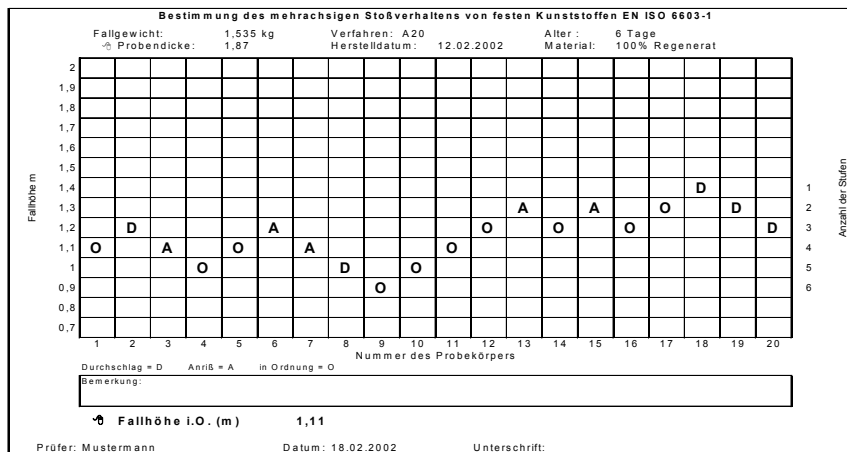 Bestimmung des mehrachsigen Stoßverhaltens von festen Kunststoffen EN ISO 6603-1
Fallgewicht: 1,535 kg Verfahren: A20 Alter : 6 Tage
Probendicke: 1,87 Herstelldatum: 12.02.2002 Material: 100% Regenerat
Fallhöhe m
Anzahl der Stufen
2
1,9
1,8
1,7
1,6
1,5
1,4 D 1
1,3 A A O D 2
1,2 D A O O O D 3
1,1 O A O A O 4
1 O D O 5
0,9 O 6
0,8
0,7
1 2 3 4 5 6 7 8 9 10 11 12 13 14 15 16 17 18 19 20
Nummer des Probekörpers
Durchschlag = D Anriß = A in Ordnung = O
Bemerkung:
Fallhöhe i.O. (m) 1,11
Prüfer: Mustermann Datum: 18.02.2002 Unterschrift: